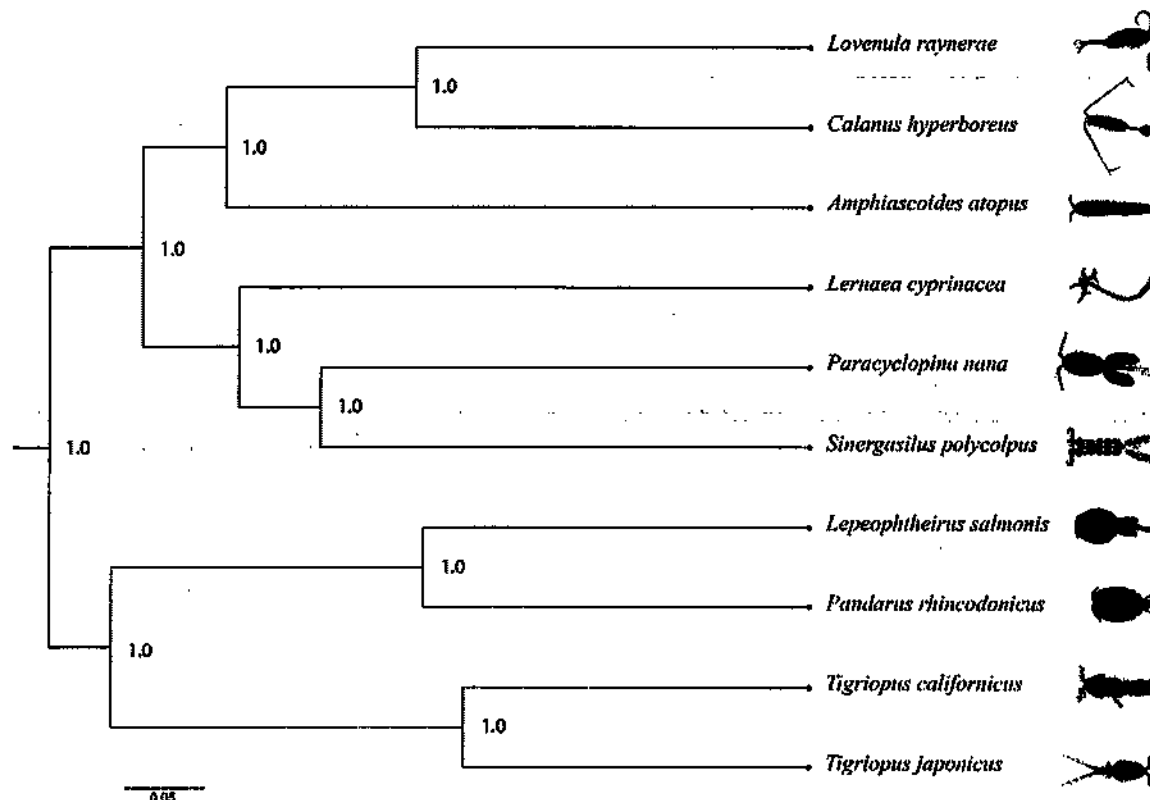 Lovenula raynerae
1.0
Calanus hyperboreus
1.0
Amphiascoides atopus
1.0
Lernaea cyprinacea
1.0
Paracyclopina nana
1.0
1.0
Sinergasilus polycolpus
Lepeophtheirus salmonis
1.0
Pandarus rhincodonicus
1.0
Tigriopus californicus
1.0
Tigriopus japonicus
0.05